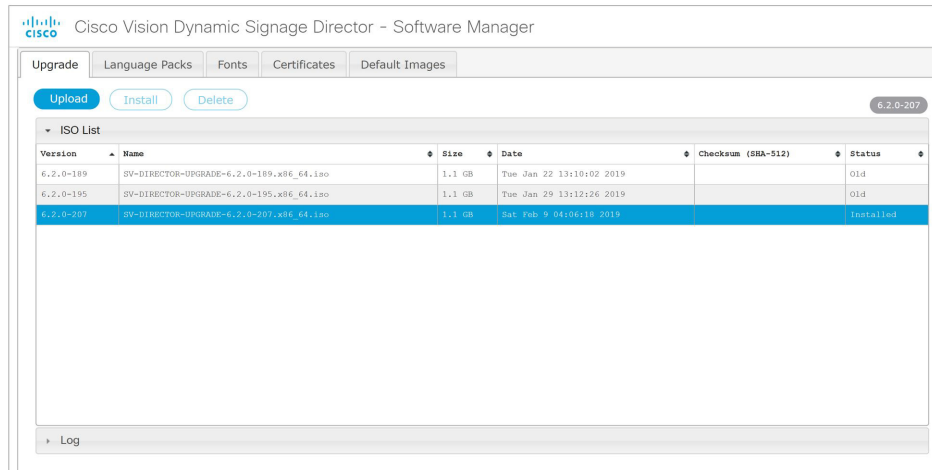 CISCO Cisco Vision Dynamic Signage Director - Software Manager
Upgrade Language Packs Fonts Certificates Default Images
Upload Install Delete 6.2.0-207
ISO List
Version Name Size Date Checksum (SHA-512) Status
6.2.0-189 SV-DIRECTOR-UPGRADE-6.2.0-189.x86_64.iso 1.1 GB Tue Jan 22 13:10:02 2019 Old
6.2.0-195 SV-DIRECTOR-UPGRADE-6.2.0-195.x86_64.iso 1.1 GB Tue Jan 29 13:12:26 2019 Old
6.2.0-207 SV-DIRECTOR-UPGRADE-6.2.0-207.x86_64.iso 1.1 GB Sat Feb 9 04:06:18 2019 Installed
Log